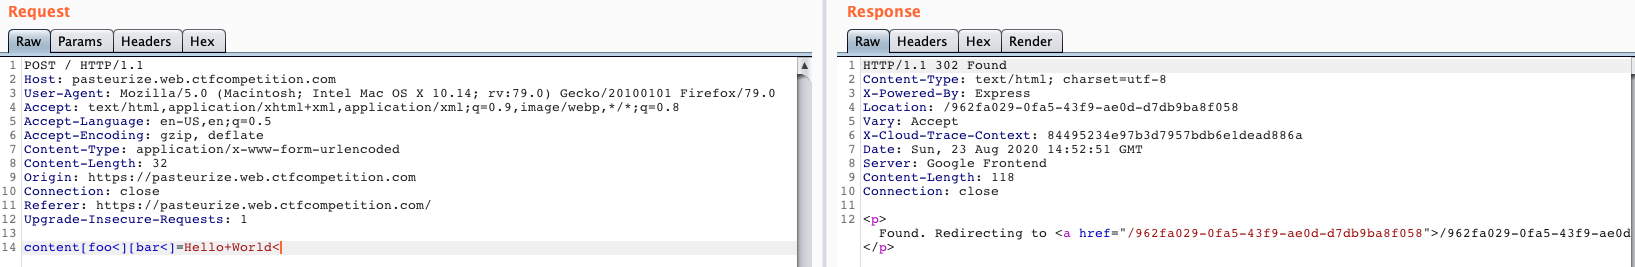 Request
Raw Params Headers Hex
1 POST / HTTP/1.1
2 Host: pasteurize.web.ctfcompetition.com
3 User-Agent: Mozilla/5.0 (Macintosh; Intel Mac OS X 10.14; rv:79.0) Gecko/20100101 Firefox/79.0
4 Accept: text/html,application/xhtml+xml,application/xml;q=0.9,image/webp,*/*;q=0.8
5 Accept-Language: en-US,en;q=0.5
6 Accept-Encoding: gzip, deflate
7 Content-Type: application/x-www-form-urlencoded
8 Content-Length: 32
9 Origin: https://pasteurize.web.ctfcompetition.com
10 Connection: close
11 Referer: https://pasteurize.web.ctfcompetition.com/
12 Upgrade-Insecure-Requests: 1
13
14 content[foo<][bar<]=Hello+World<
Response
Raw Headers Hex Render
1 HTTP/1.1 302 Found
2 Content-Type: text/html; charset=utf-8
3 X-Powered-By: Express
4 Location: /962fa029-0fa5-43f9-ae0d-d7db9ba8f058
5 Vary: Accept
6 X-Cloud-Trace-Context: 84495234e97b3d7957bdb6e1dead886a
7 Date: Sun, 23 Aug 2020 14:52:51 GMT
8 Server: Google Frontend
9 Content-Length: 118
10 Connection: close
11
12 <p>
Found. Redirecting to <a href="/962fa029-0fa5-43f9-ae0d-d7db9ba8f058">/962fa029-0fa5-43f9-ae0d
</p>